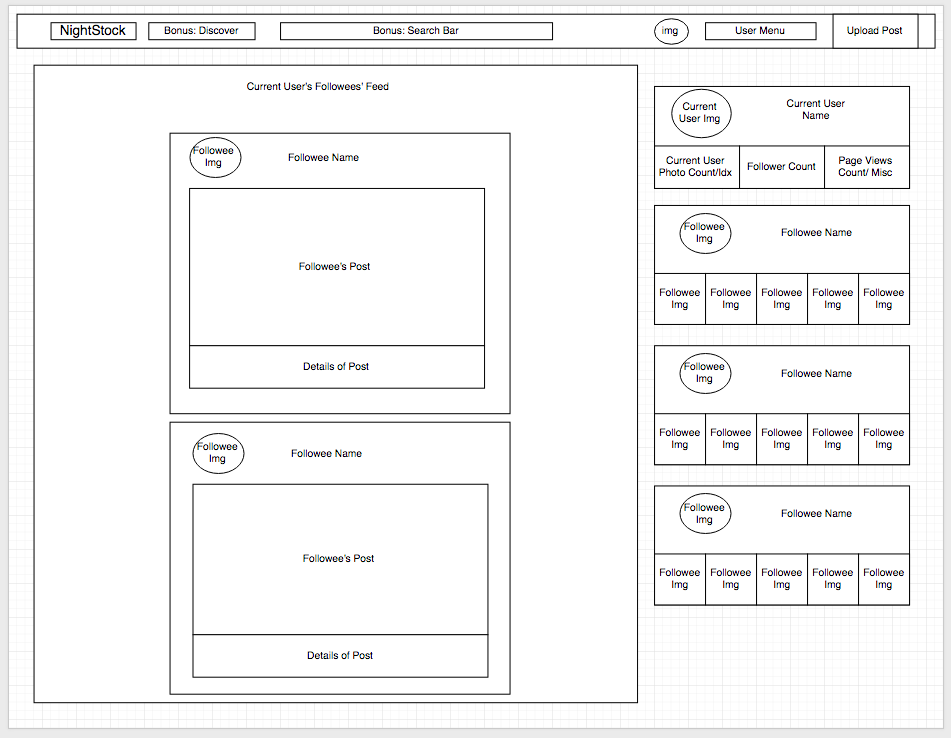 NightStock
Bonus: Discover
Bonus: Search Bar
img
User Menu
Upload Post
Current User's Followees' Feed
Followee
Img
Followee Name
Followee's Post
Details of Post
Followee
Img
Followee Name
Followee's Post
Details of Post
Current
User Img
Current User
Name
Current User
Photo Count/Idx
Follower Count
Page Views
Count/ Misc
Followee
Img
Followee Name
Followee
Img
Followee
Img
Followee
Img
Followee
Img
Followee
Img
Followee
Img
Followee Name
Followee
Img
Followee
Img
Followee
Img
Followee
Img
Followee
Img
Followee
Img
Followee Name
Followee
Img
Followee
Img
Followee
Img
Followee
Img
Followee
Img